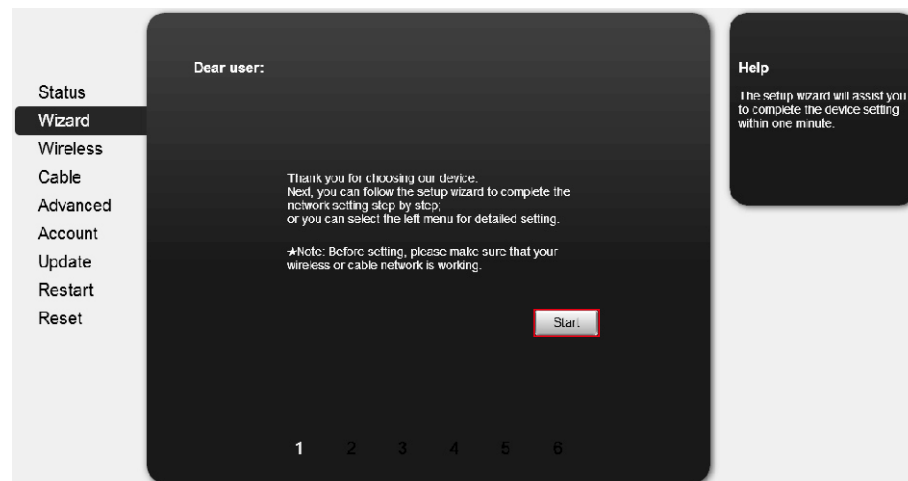 Status
Wizard
Wireless
Cable
Advanced
Account
Update
Restart
Reset
Dear user:
Thank you for choosing our device.
Next, you can follow the setup wizard to complete the
network setting step by step;
or you can select the left menu for detailed setting.
★Note: Before setting, please make sure that your
wireless or cable network is working.
Start
1 2 3 4 5 6
Help
The setup wizard will assist you
to complete the device setting
within one minute.